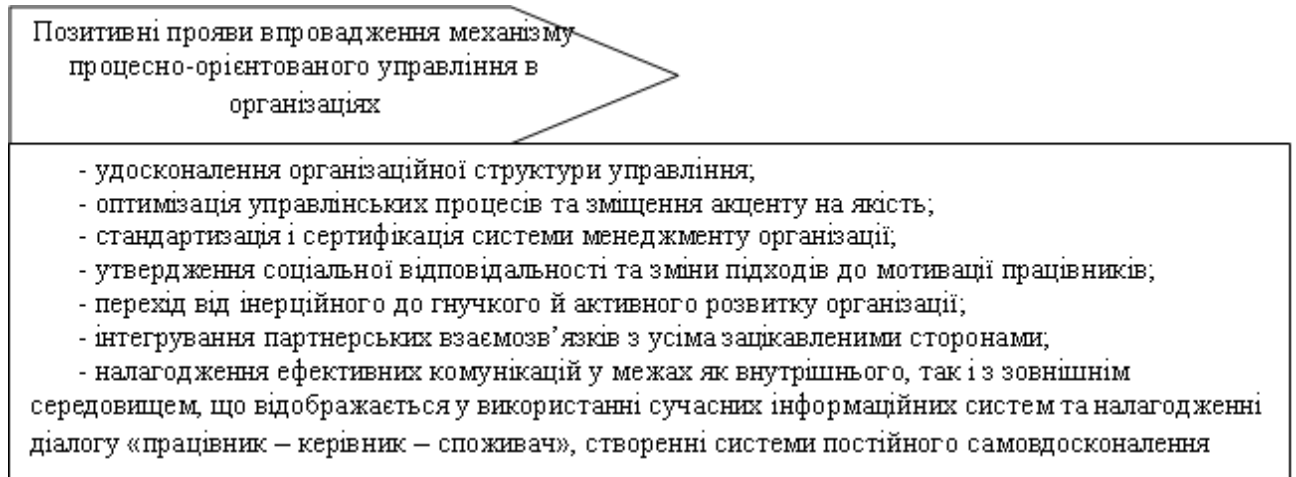 Позитивні прояви впровадження механізму
процесно-орієнтованого управління в
організаціях
- удосконалення організаційної структури управління;
- оптимізація управлінських процесів та зміщення акценту на якість;
- стандартизація і сертифікація системи менеджменту організації;
- утвердження соціальної відповідальності та зміни підходів до мотивації працівників;
- перехід від інерційного до гнучкого й активного розвитку організації;
- інтегрування партнерських взаємозв’язків з усіма зацікавленими сторонами;
- налагодження ефективних комунікацій у межах як внутрішнього, так і з зовнішнім
середовищем, що відображається у використанні сучасних інформаційних систем та налагодженні
діалогу «працівник – керівник – споживач», створенні системи постійного самовдосконалення